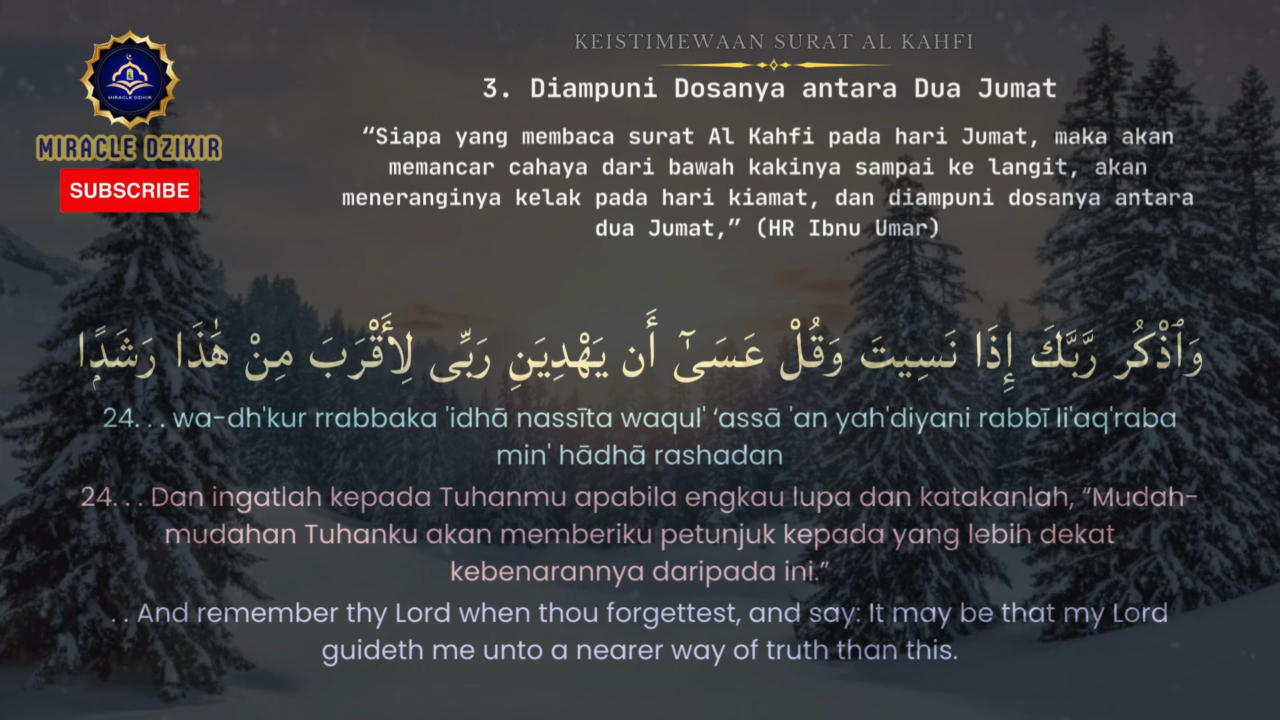 KEISTIMEWAAN SURAT AL KAHFI
3. Diampuni Dosanya antara Dua Jumat
“Siapa yang membaca surat Al Kahfi pada hari Jumat, maka akan
memancar cahaya dari bawah kakinya sampai ke langit, akan
meneranginya kelak pada hari kiamat, dan diampuni dosanya antara
dua Jumat,” (HR Ibnu Umar)
MIRACLE DZIKIR
MIRACLE DZIKIR
SUBSCRIBE
وَٱذْكُر رَّبَّكَ إِذَا نَسِيتَ وَقُلْ عَسَىٰٓ أَن يَهْدِيَنِ رَبِّى لِأَقْرَبَ مِنْ هَٰذَا رَشَدًۭا
24. . . wa-dh'kur rrabbaka 'idhā nassīta waqul' ‘assā 'an yah'diyani rabbī li'aq'raba
min' hādhā rashadan
24. . . Dan ingatlah kepada Tuhanmu apabila engkau lupa dan katakanlah, “Mudah-
mudahan Tuhanku akan memberiku petunjuk kepada yang lebih dekat
kebenarannya daripada ini.”
. . And remember thy Lord when thou forgettest, and say: It may be that my Lord
guideth me unto a nearer way of truth than this.